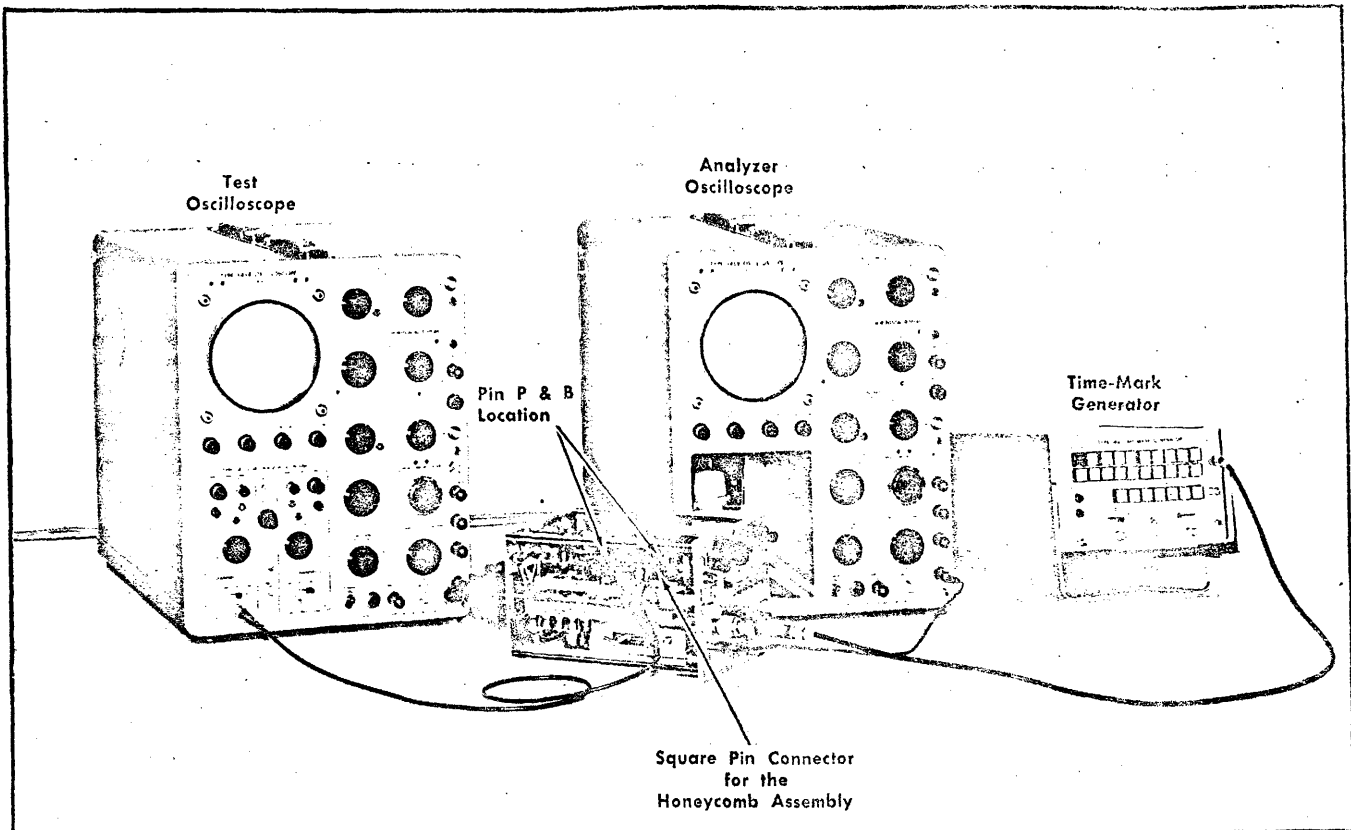 Test
Oscilloscope
Analyzer
Oscilloscope
Pin P & B
Location
Time-Mark
Generator
Square Pin Connector
for the
Honeycomb Assembly